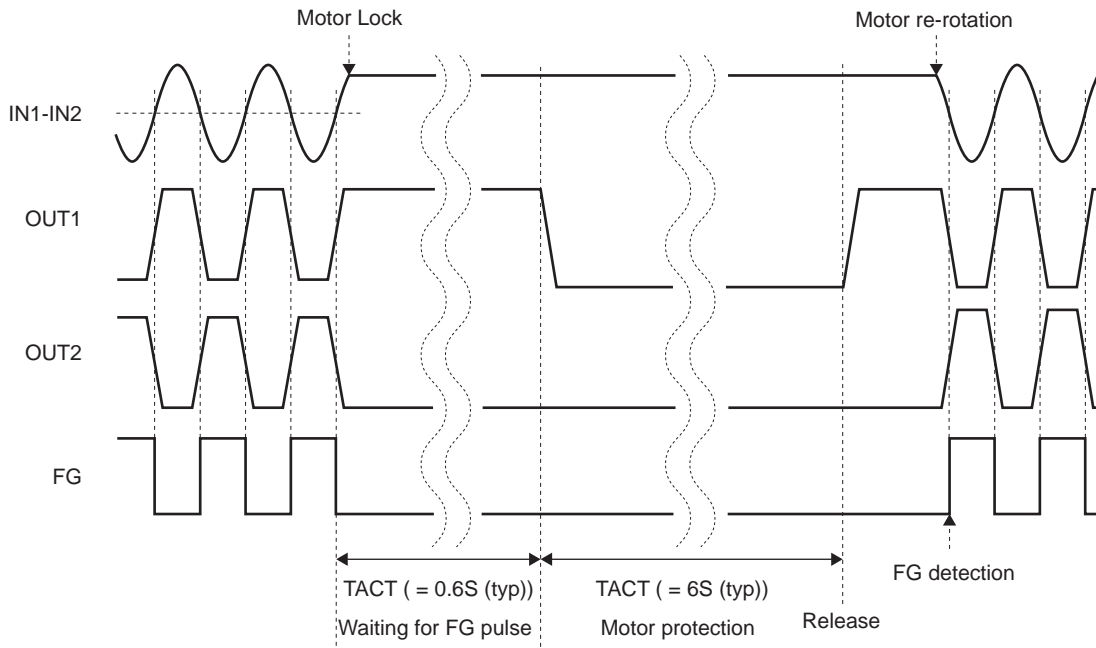 Motor Lock
Motor re-rotation
IN1-IN2
OUT1
OUT2
FG
FG detection
TACT ( = 0.6S (typ))
TACT ( = 6S (typ))
Release
Waiting for FG pulse
Motor protection